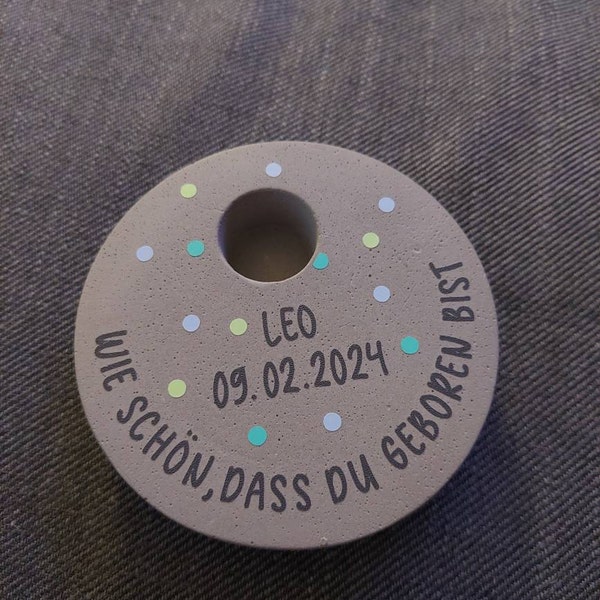 LEO
09.02.2024
WIE SCHÖN, DASS DU GEBOREN BIST